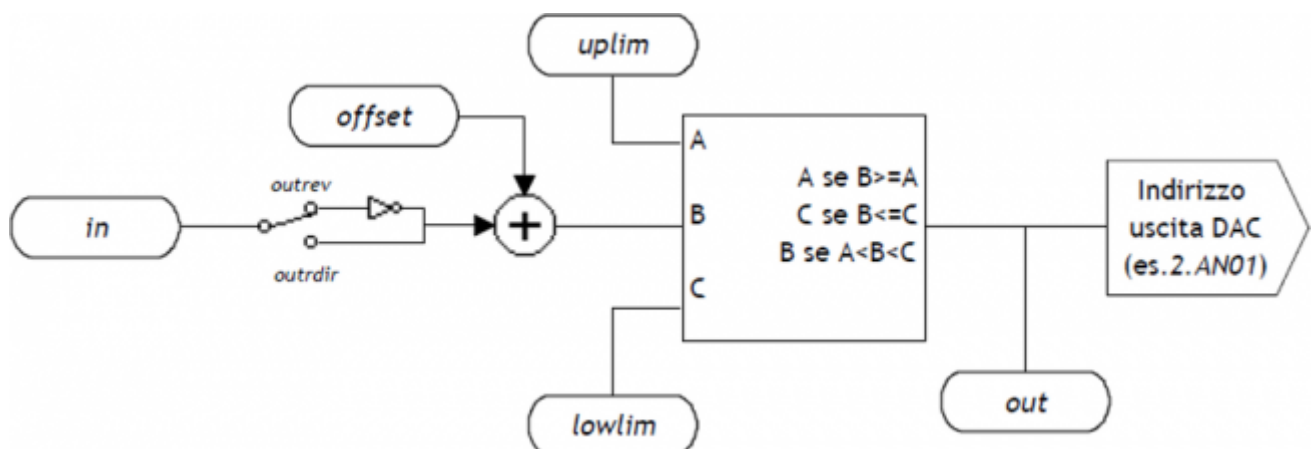 uplim
offset
outrev
in
outrdir
+
A
A se B>=A
B
C se B<=C
B se A<B<C
C
Indirizzo
uscita DAC
(es.2.AN01)
out
lowlim